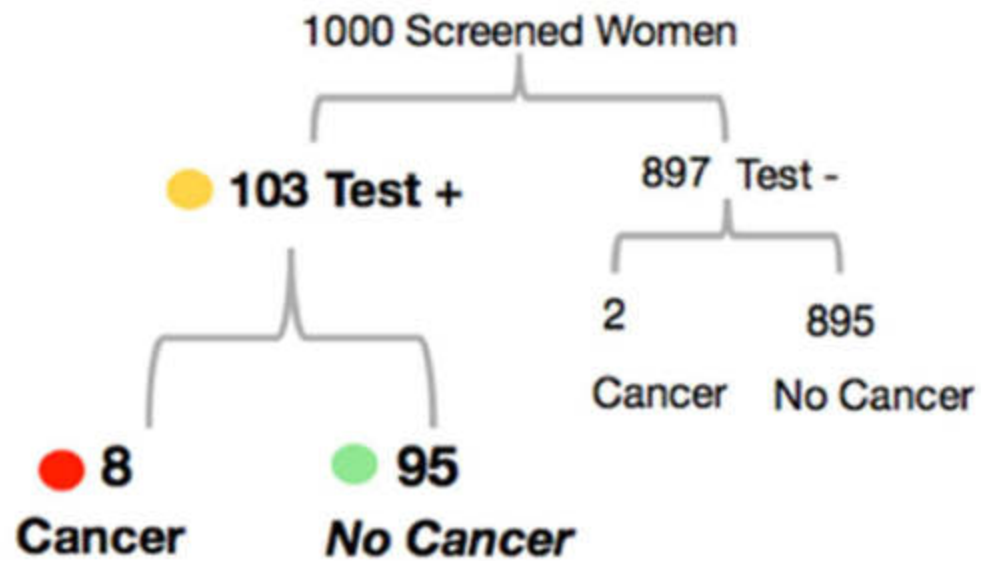 1000 Screened Women
103 Test +
897 Test -
2
895
Cancer
No Cancer
8
95
Cancer
No Cancer